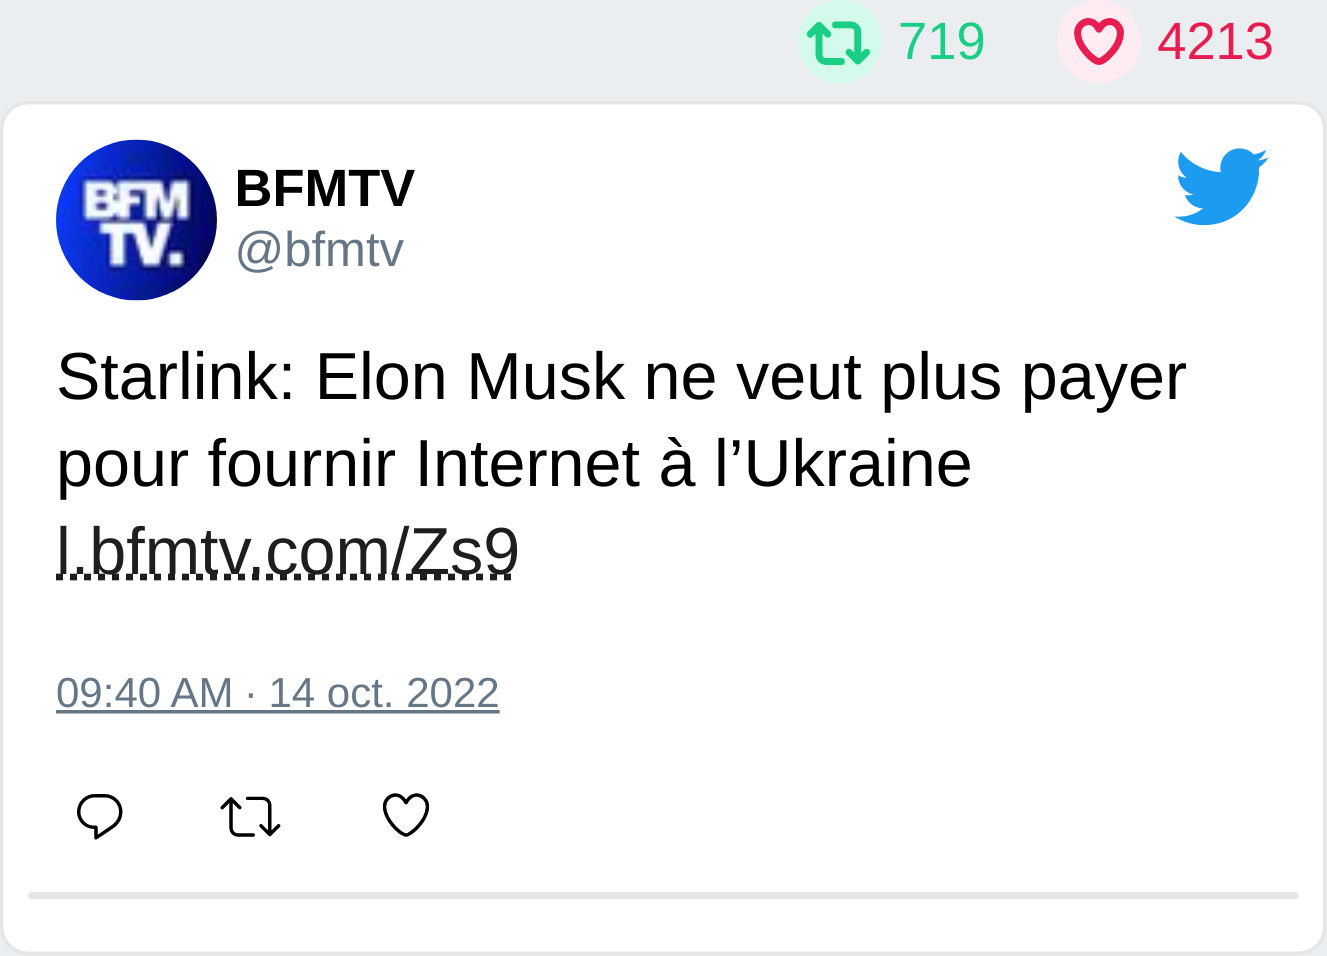 719 4213
BFM
TV.
BFMTV
@bfmtv
Starlink: Elon Musk ne veut plus payer
pour fournir Internet à l’Ukraine
l.bfmtv.com/Zs9
09:40 AM · 14 oct. 2022